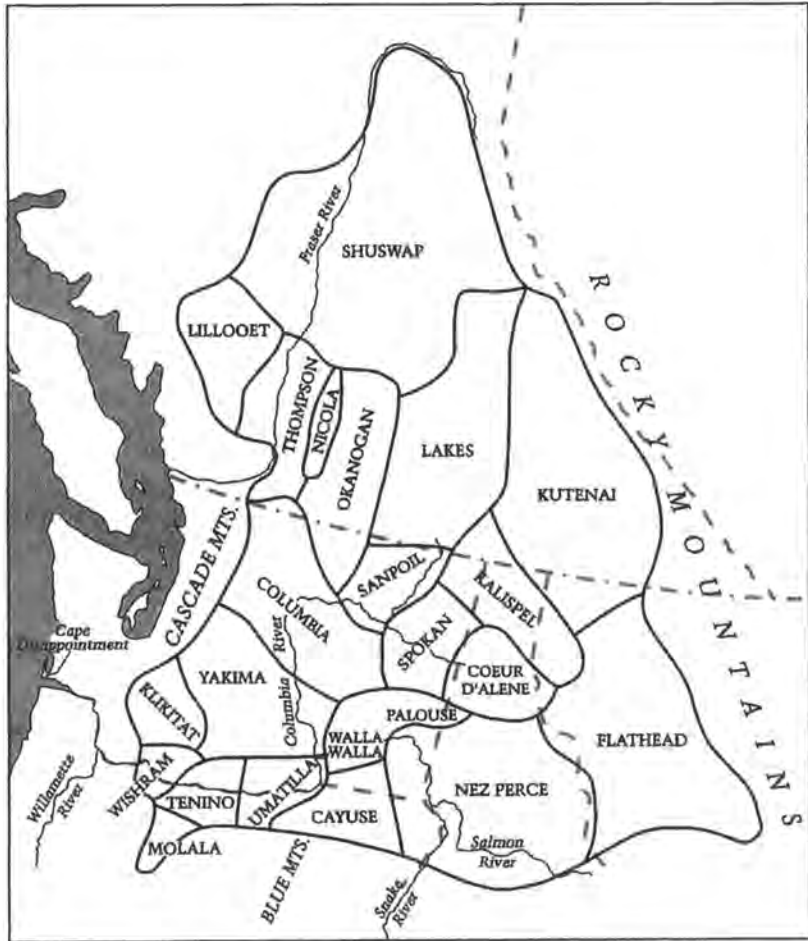 Fraser River
SHUSWAP
ROCKY MOUNTAINS
LILLOOET
THOMPSON
NICOLA
OKANOGAN
LAKES
KUTENAI
CASCADE MTS.
COLUMBIA
SANPOIL
KALISPEL
SPOKAN
Cape
Disappointment
YAKIMA
Columbia River
COEUR
D'ALENE
KLIKITAT
PALOUSE
WALLA
WALLA
FLATHEAD
WISHRAM
Willamette
River
TENINO
UMATILLA
CAYUSE
NEZ PERCE
MOLALA
Salmon
River
BLUE MTS.
Snake
River